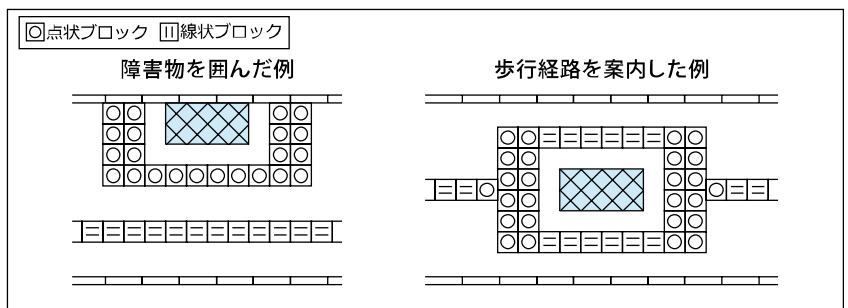 点状ブロック 線状ブロック
障害物を囲んだ例
歩行経路を案内した例